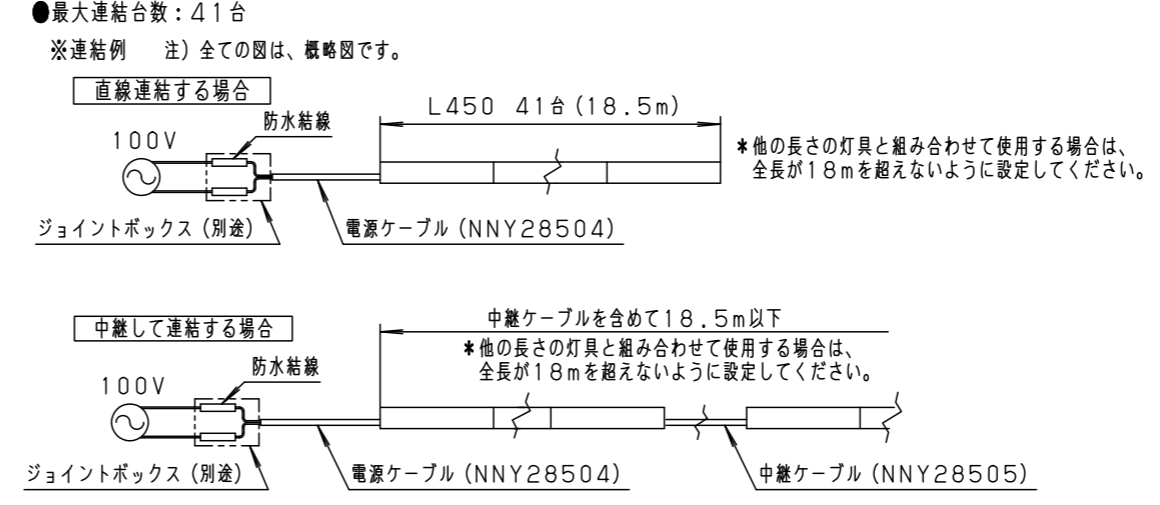 ●最大連結台数：41台
※連結例　注）全ての図は、概略図です。
直線連結する場合
L450 41台(18.5m)
防水結線
100V
*他の長さの灯具と組み合わせて使用する場合は、
全長が18mを超えないように設定してください。
ジョイントボックス(別途)
電源ケーブル(NNY28504)
中継して連結する場合
中継ケーブルを含めて18.5m以下
*他の長さの灯具と組み合わせて使用する場合は、
全長が18mを超えないように設定してください。
防水結線
100V
ジョイントボックス(別途)
電源ケーブル(NNY28504)
中継ケーブル(NNY28505)